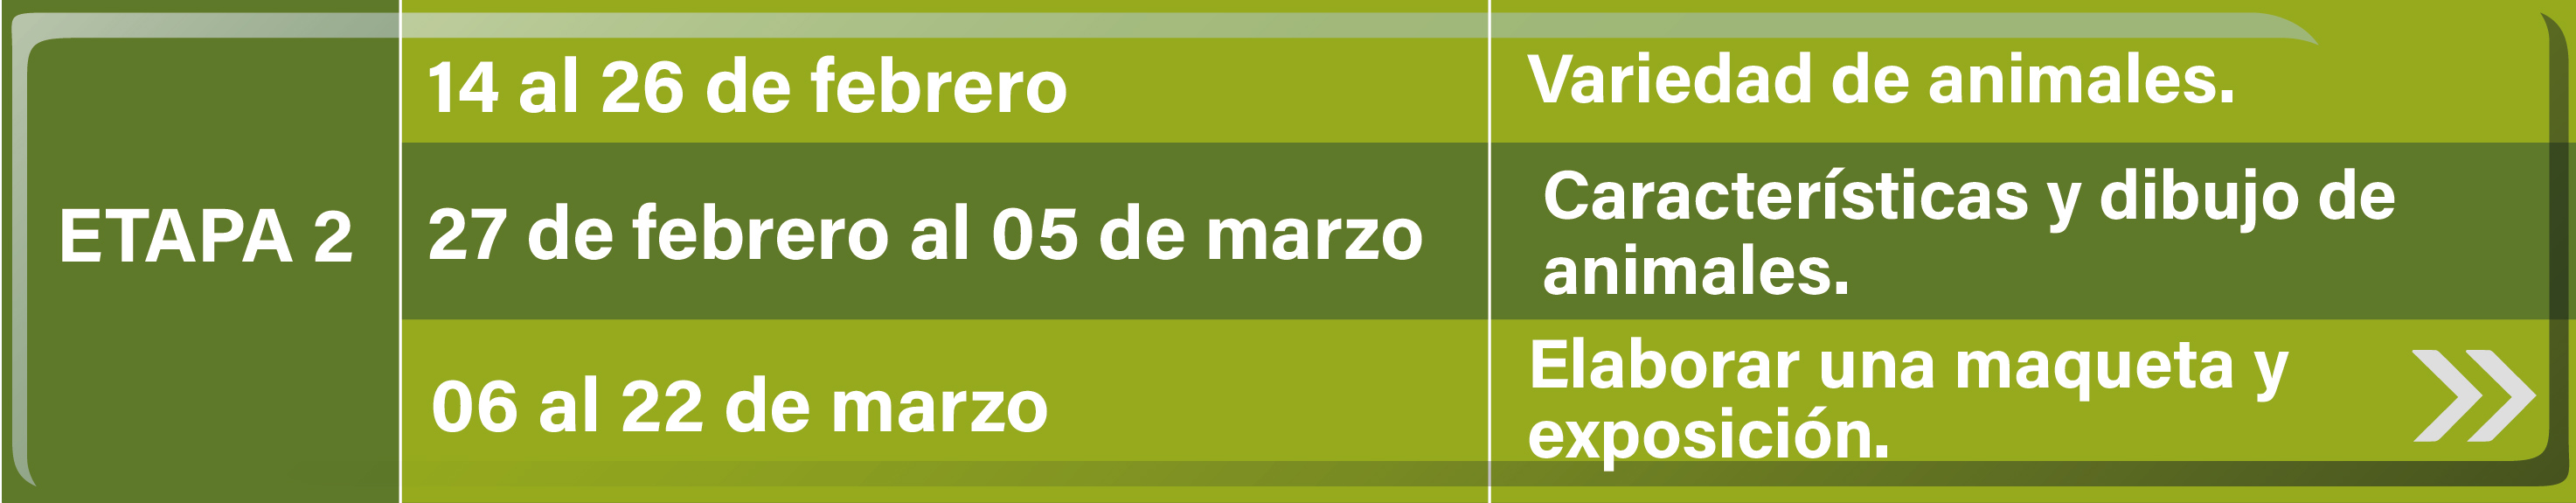 ETAPA 2
14 al 26 de febrero
Variedad de animales.
27 de febrero al 05 de marzo
Características y dibujo de
animales.
06 al 22 de marzo
Elaborar una maqueta y
exposición.